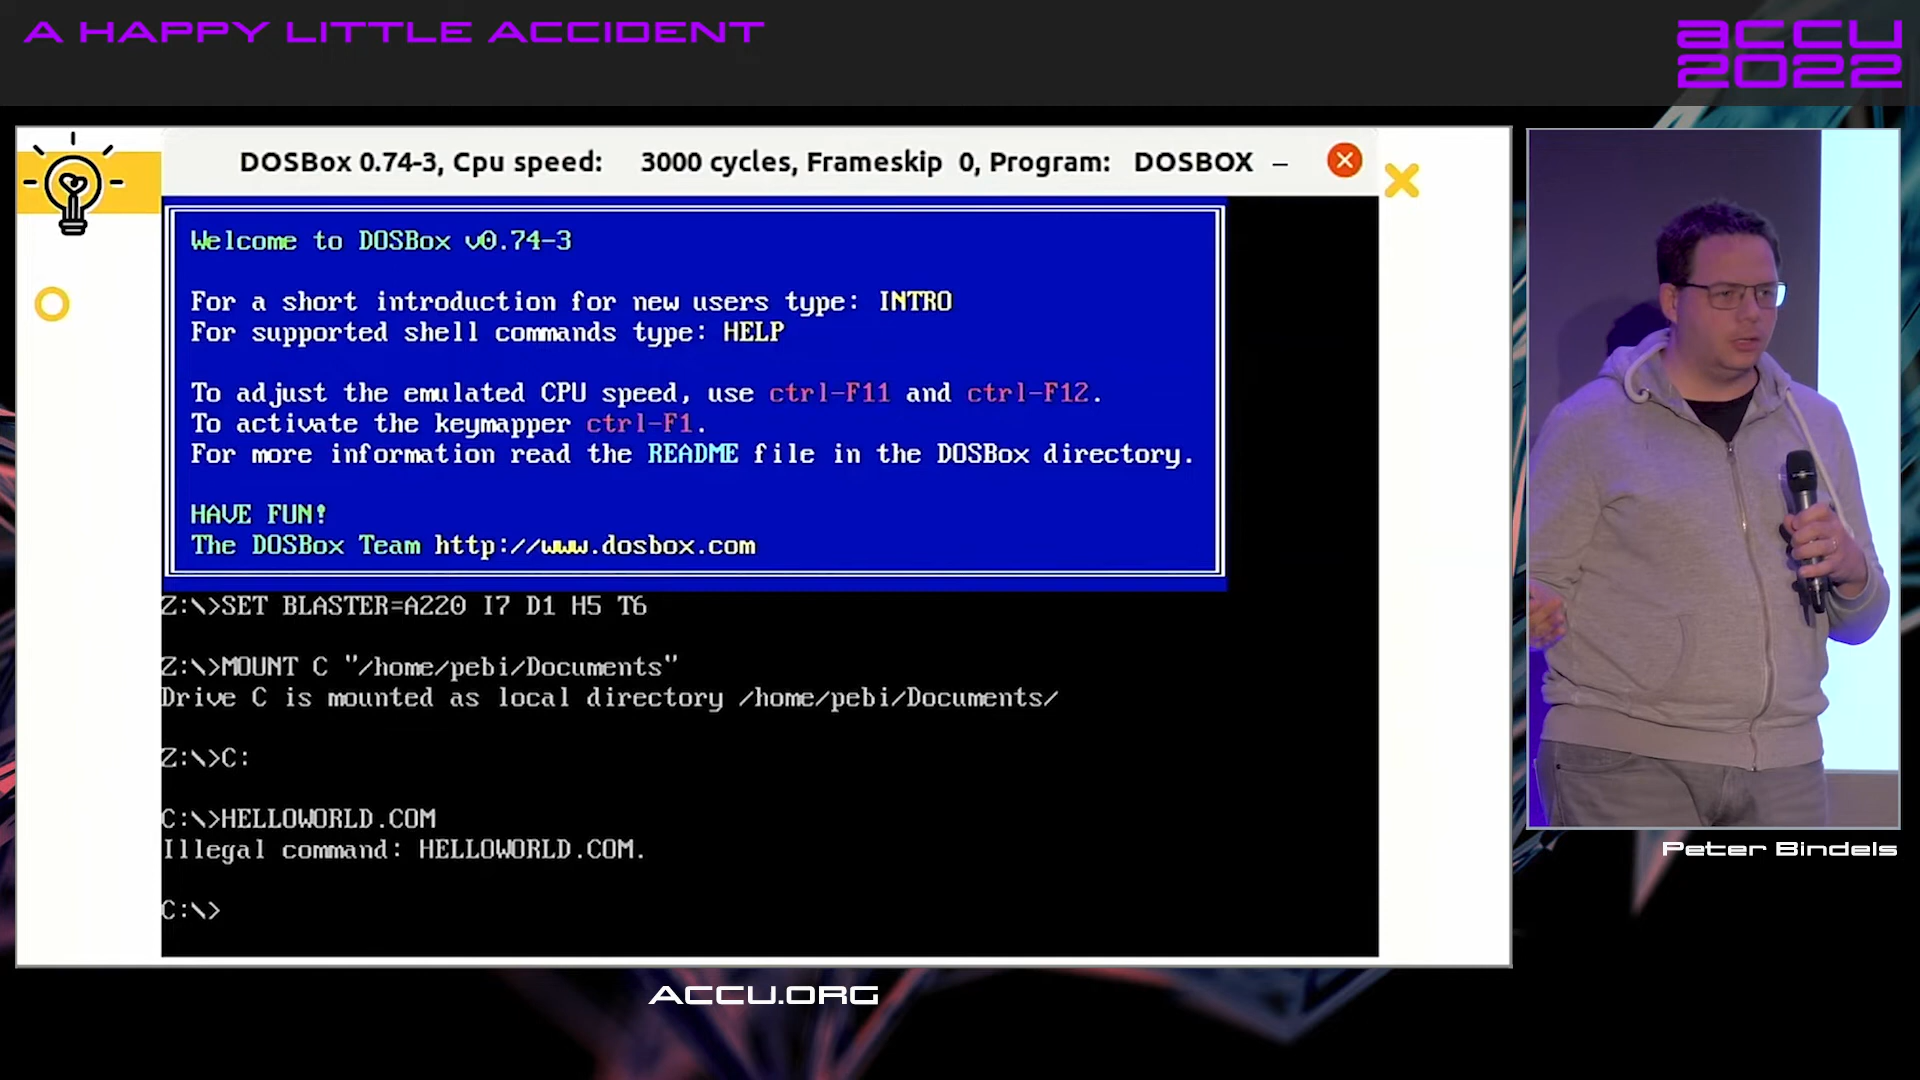 A HAPPY LITTLE ACCIDENT
accu
2022
DOSBox 0.74-3, Cpu speed: 3000 cycles, Frameskip 0, Program: DOSBOX
Welcome to DOSBox v0.74-3
For a short introduction for new users type: INTRO
For supported shell commands type: HELP
To adjust the emulated CPU speed, use ctrl-F11 and ctrl-F12.
To activate the keymapper ctrl-F1.
For more information read the README file in the DOSBox directory.
HAVE FUN!
The DOSBox Team http://www.dosbox.com
Z:\>SET BLASTER=A220 I7 D1 H5 T6
Z:\>MOUNT C "/home/pebi/Documents"
Drive C is mounted as local directory /home/pebi/Documents/
Z:\>C:
C:\>HELLOWORLD.COM
Illegal command: HELLOWORLD.COM.
C:\>
Peter Bindels
ACCU.ORG